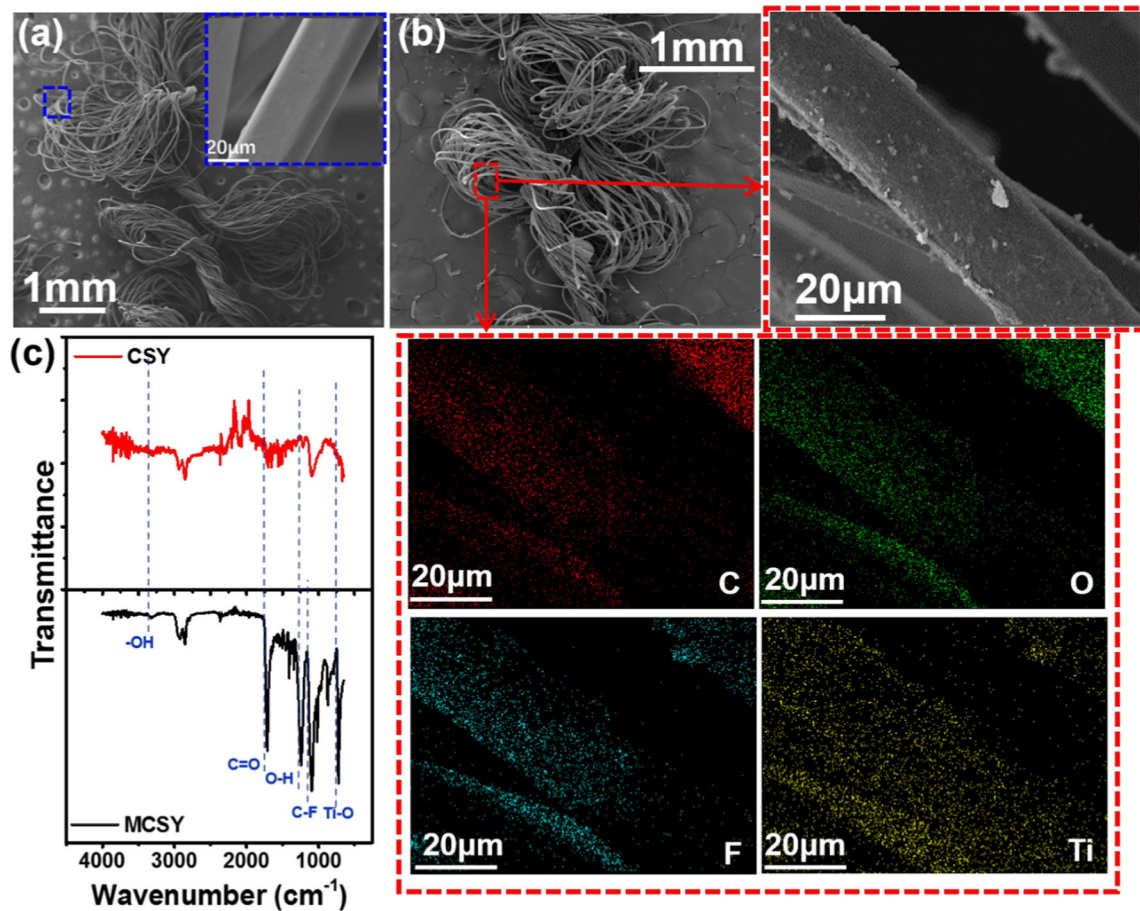 (a)
20μm
1mm
(b)
1mm
20μm
(c)
CSY
Transmittance
-OH
C=O
O-H
C-F
Ti-O
MCSY
4000
3000
2000
1000
Wavenumber (cm⁻¹)
20μm
C
20μm
O
20μm
F
20μm
Ti